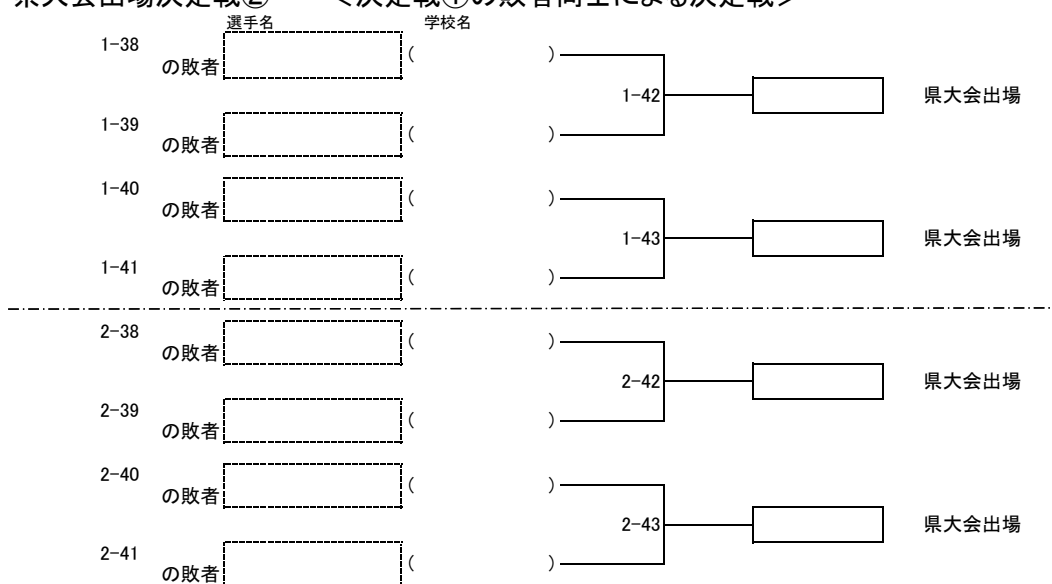 県大会出場決定戦② <決定戦①の敗者同士による決定戦>
選手名 学校名
1-38 の敗者 ( )
1-42 県大会出場
1-39 の敗者 ( )
1-40 の敗者 ( )
1-43 県大会出場
1-41 の敗者 ( )
2-38 の敗者 ( )
2-42 県大会出場
2-39 の敗者 ( )
2-40 の敗者 ( )
2-43 県大会出場
2-41 の敗者 ( )